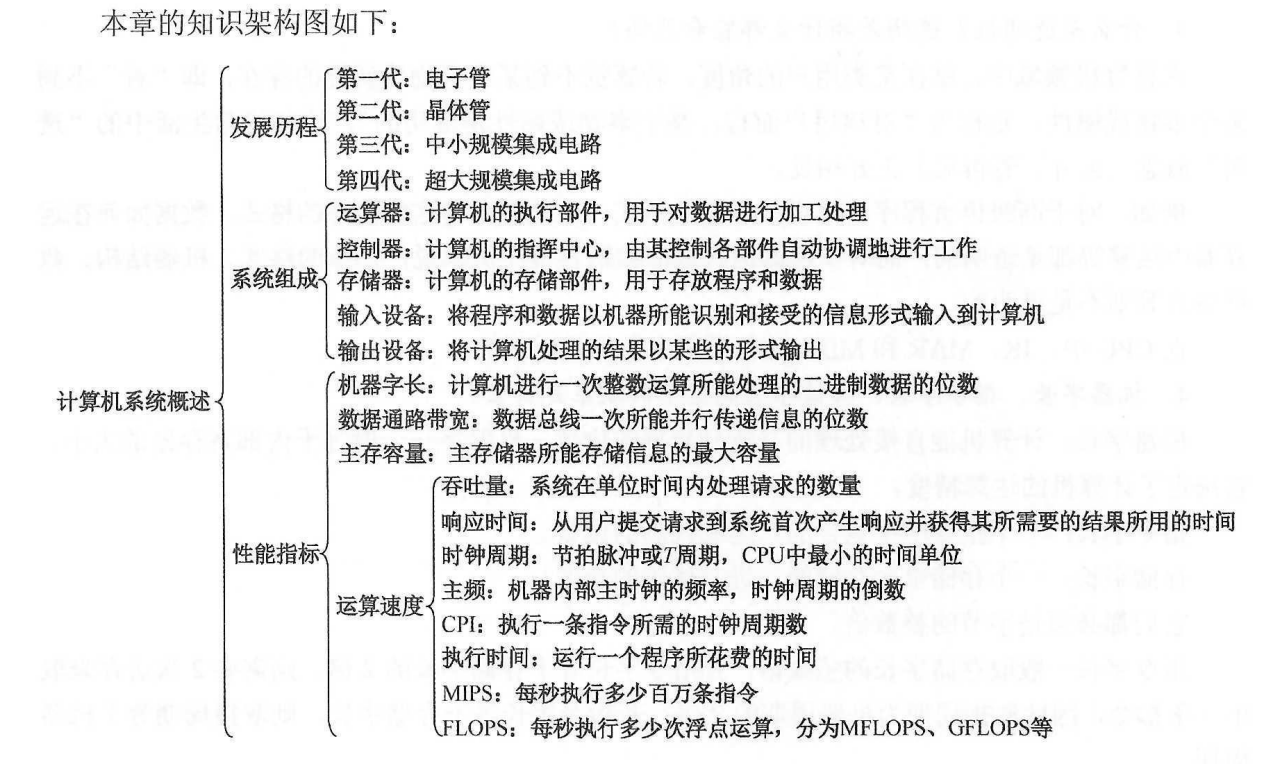 本章的知识架构图如下：
第一代：电子管
第二代：晶体管
发展历程
第三代：中小规模集成电路
第四代：超大规模集成电路
运算器：计算机的执行部件，用于对数据进行加工处理
控制器：计算机的指挥中心，由其控制各部件自动协调地进行工作
系统组成
存储器：计算机的存储部件，用于存放程序和数据
输入设备：将程序和数据以机器所能识别和接受的信息形式输入到计算机
输出设备：将计算机处理的结果以某些的形式输出
计算机系统概述
机器字长：计算机进行一次整数运算所能处理的二进制数据的位数
数据通路带宽：数据总线一次所能并行传递信息的位数
主存容量：主存储器所能存储信息的最大容量
性能指标
吞吐量：系统在单位时间内处理请求的数量
响应时间：从用户提交请求到系统首次产生响应并获得其所需要的结果所用的时间
时钟周期：节拍脉冲或T周期，CPU中最小的时间单位
运算速度
主频：机器内部主时钟的频率，时钟周期的倒数
CPI：执行一条指令所需的时钟周期数
执行时间：运行一个程序所花费的时间
MIPS：每秒执行多少百万条指令
FLOPS：每秒执行多少次浮点运算，分为MFLOPS、GFLOPS等